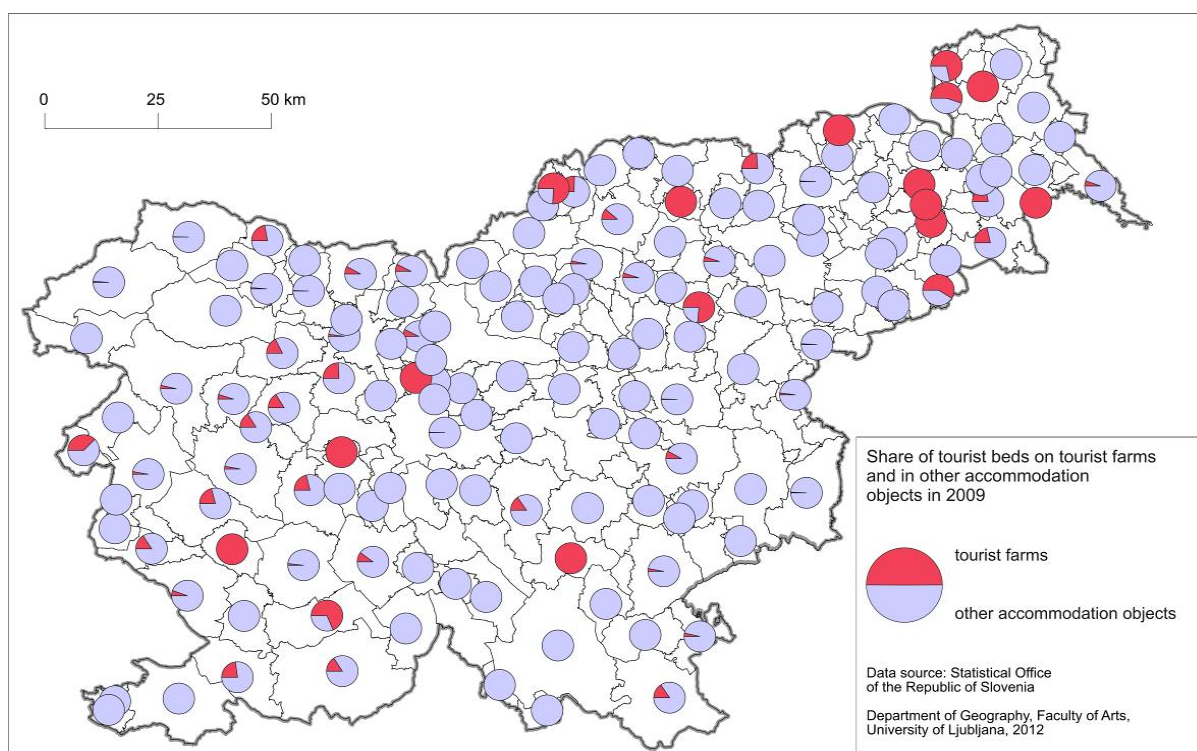 0 25 50 km
Share of tourist beds on tourist farms
and in other accommodation
objects in 2009
tourist farms
other accommodation objects
Data source: Statistical Office
of the Republic of Slovenia
Department of Geography, Faculty of Arts,
University of Ljubljana, 2012